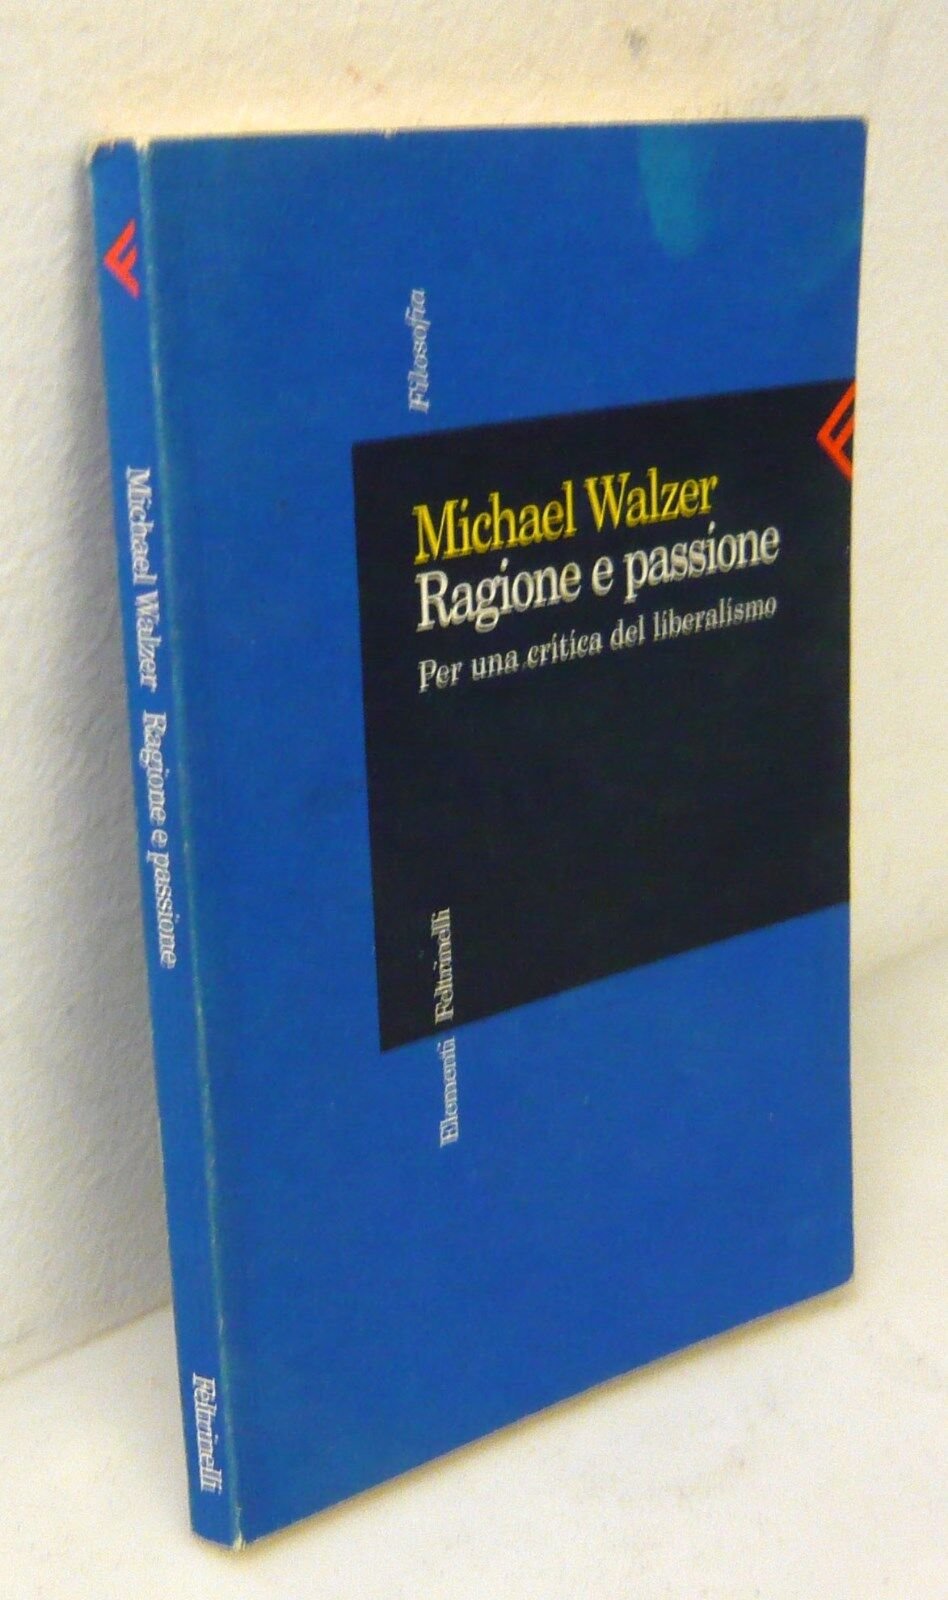 Filosofia
Michael Walzer
Ragione e passione
Per una critica del liberalismo
Elementi Feltrinelli
Michael Walzer Ragione e passione
Feltrinelli